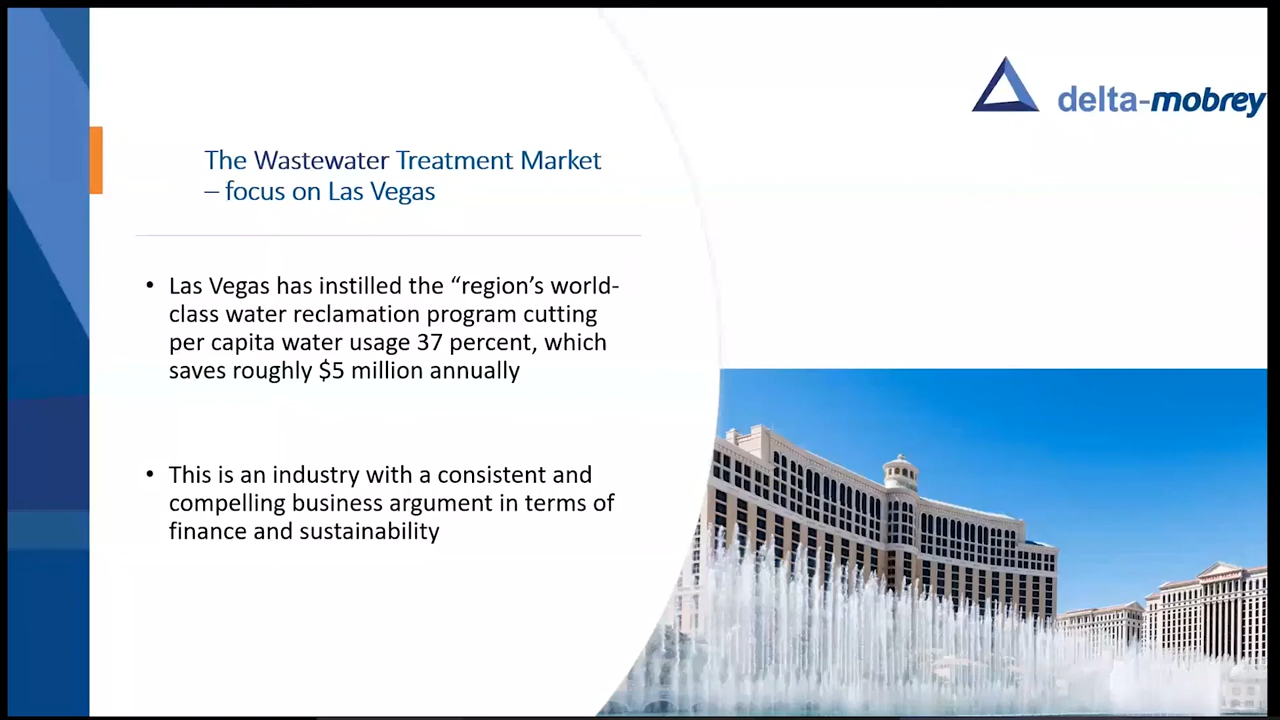 delta-mobrey
The Wastewater Treatment Market
– focus on Las Vegas
• Las Vegas has instilled the “region’s world-
class water reclamation program cutting
per capita water usage 37 percent, which
saves roughly $5 million annually
• This is an industry with a consistent and
compelling business argument in terms of
finance and sustainability